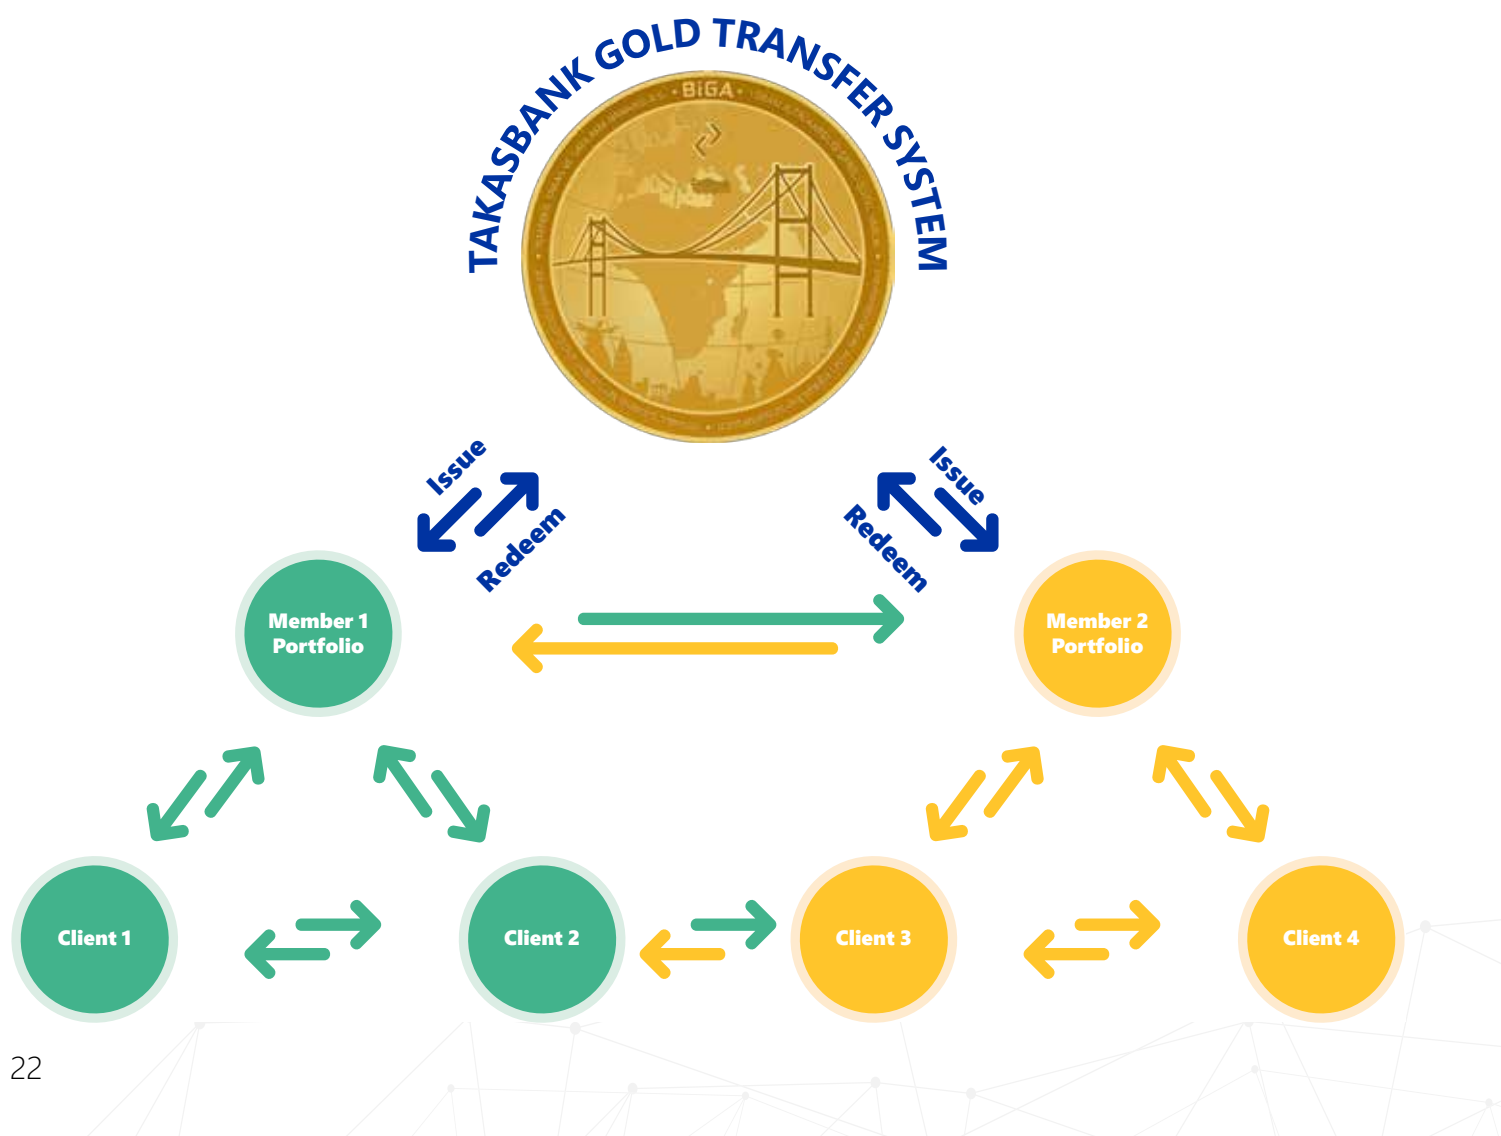 TAKASBANK GOLD TRANSFER SYSTEM
BiGA
Issue
Redeem
Issue
Redeem
Member 1
Portfolio
Member 2
Portfolio
Client 1
Client 2
Client 3
Client 4
22